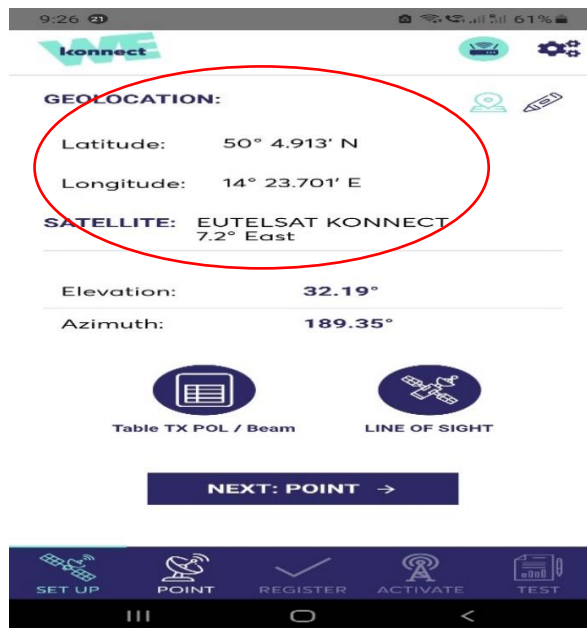 9:26 21 61%
WE
konnect
GEOLOCATION:
Latitude: 50° 4.913' N
Longitude: 14° 23.701' E
SATELLITE: EUTELSAT KONNECT
7.2° East
Elevation: 32.19°
Azimuth: 189.35°
Table TX POL / Beam LINE OF SIGHT
NEXT: POINT →
SET UP POINT REGISTER ACTIVATE TEST